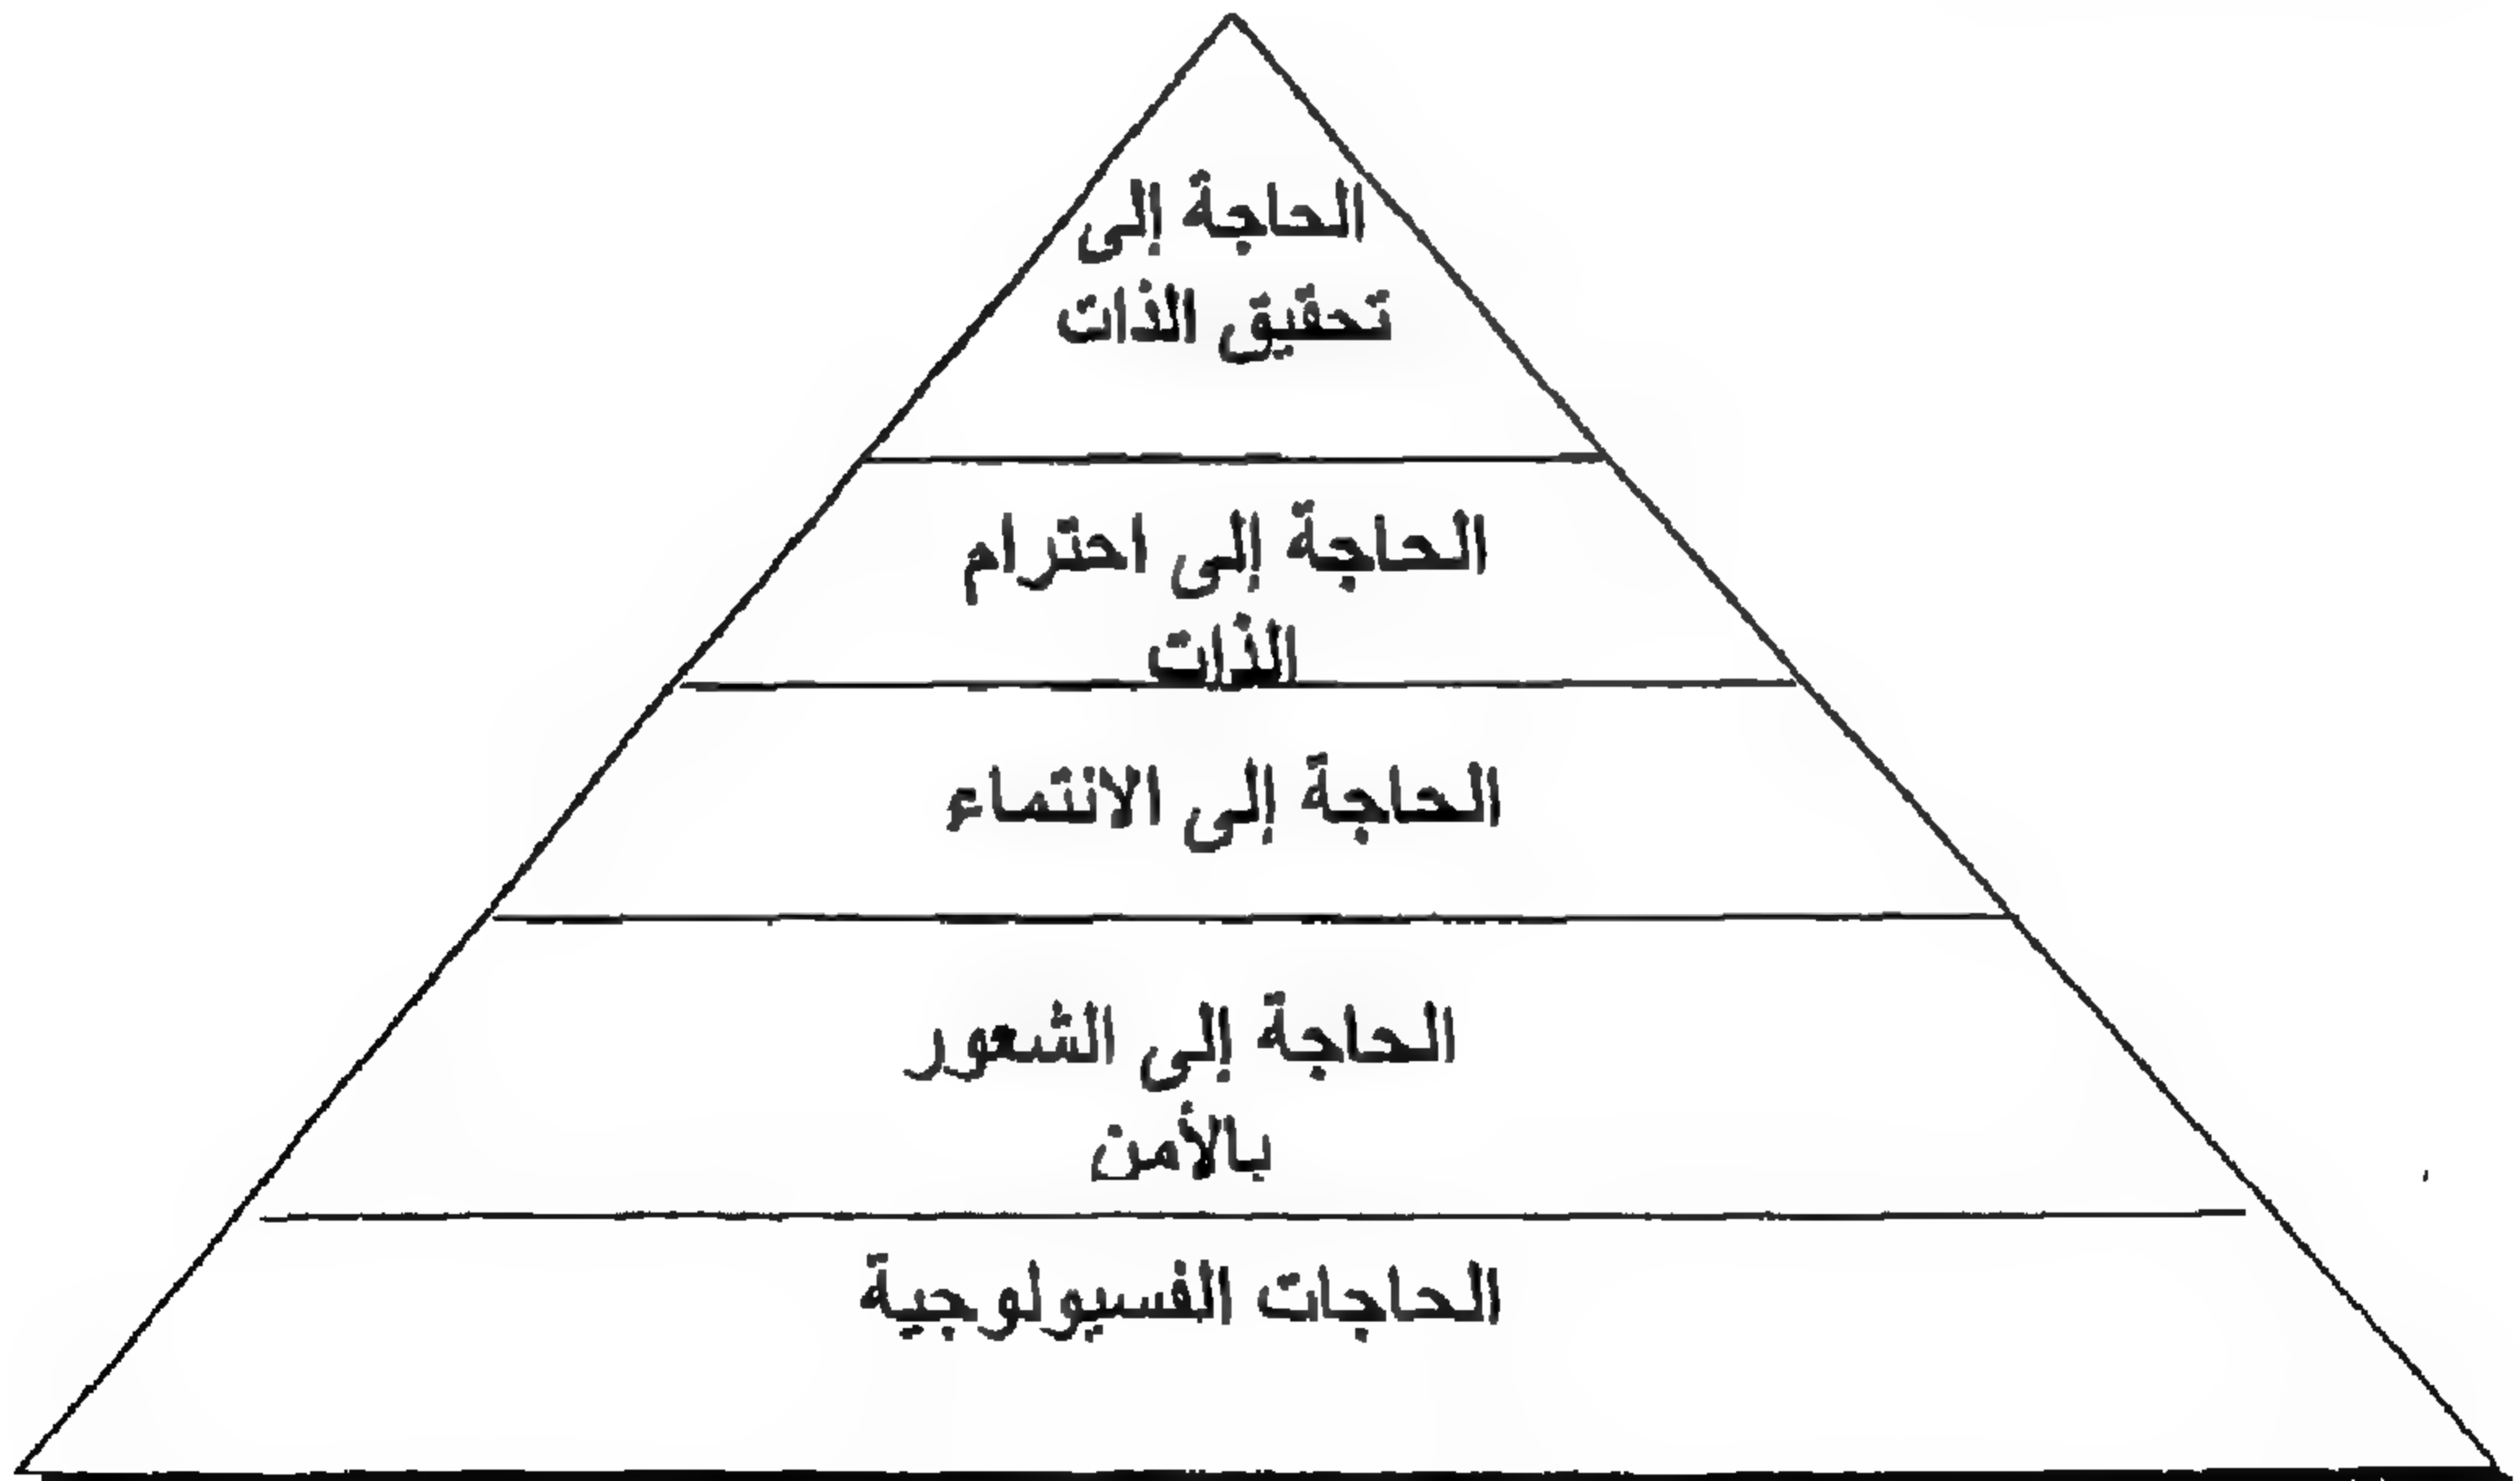 الحاجة إلى
تحقيق الذات
الحاجة إلى احترام
الذات
الحاجة إلى الانتماء
الحاجة إلى الشعور
بالأمن
الحاجات الفسيولوجية